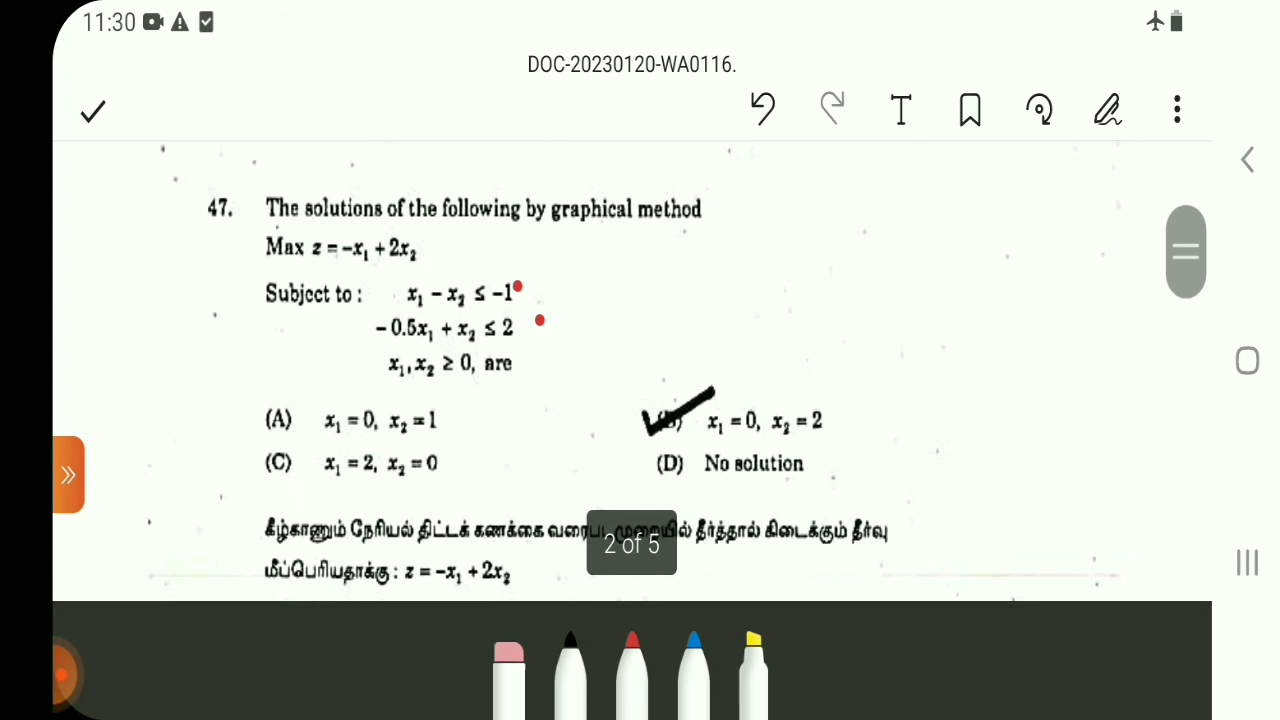 11:30
DOC-20230120-WA0116.
T
47. The solutions of the following by graphical method
Max z = -x₁ + 2x₂
Subject to : x₁ - x₂ ≤ -1
- 0.5x₁ + x₂ ≤ 2
x₁, x₂ ≥ 0, are
(A) x₁ = 0, x₂ = 1
(B) x₁ = 0, x₂ = 2
(C) x₁ = 2, x₂ = 0
(D) No solution
கீழ்காணும் நேரியல் திட்டக் கணக்கை வரைபட முறையில் தீர்த்தால் கிடைக்கும் தீர்வு
2 of 5
மீப்பெரியதாக்கு : z = -x₁ + 2x₂